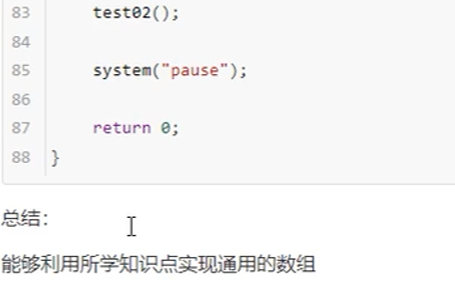 83 test02();
84
85 system("pause");
86
87 return 0;
88 }
总结：
能够利用所学知识点实现通用的数组